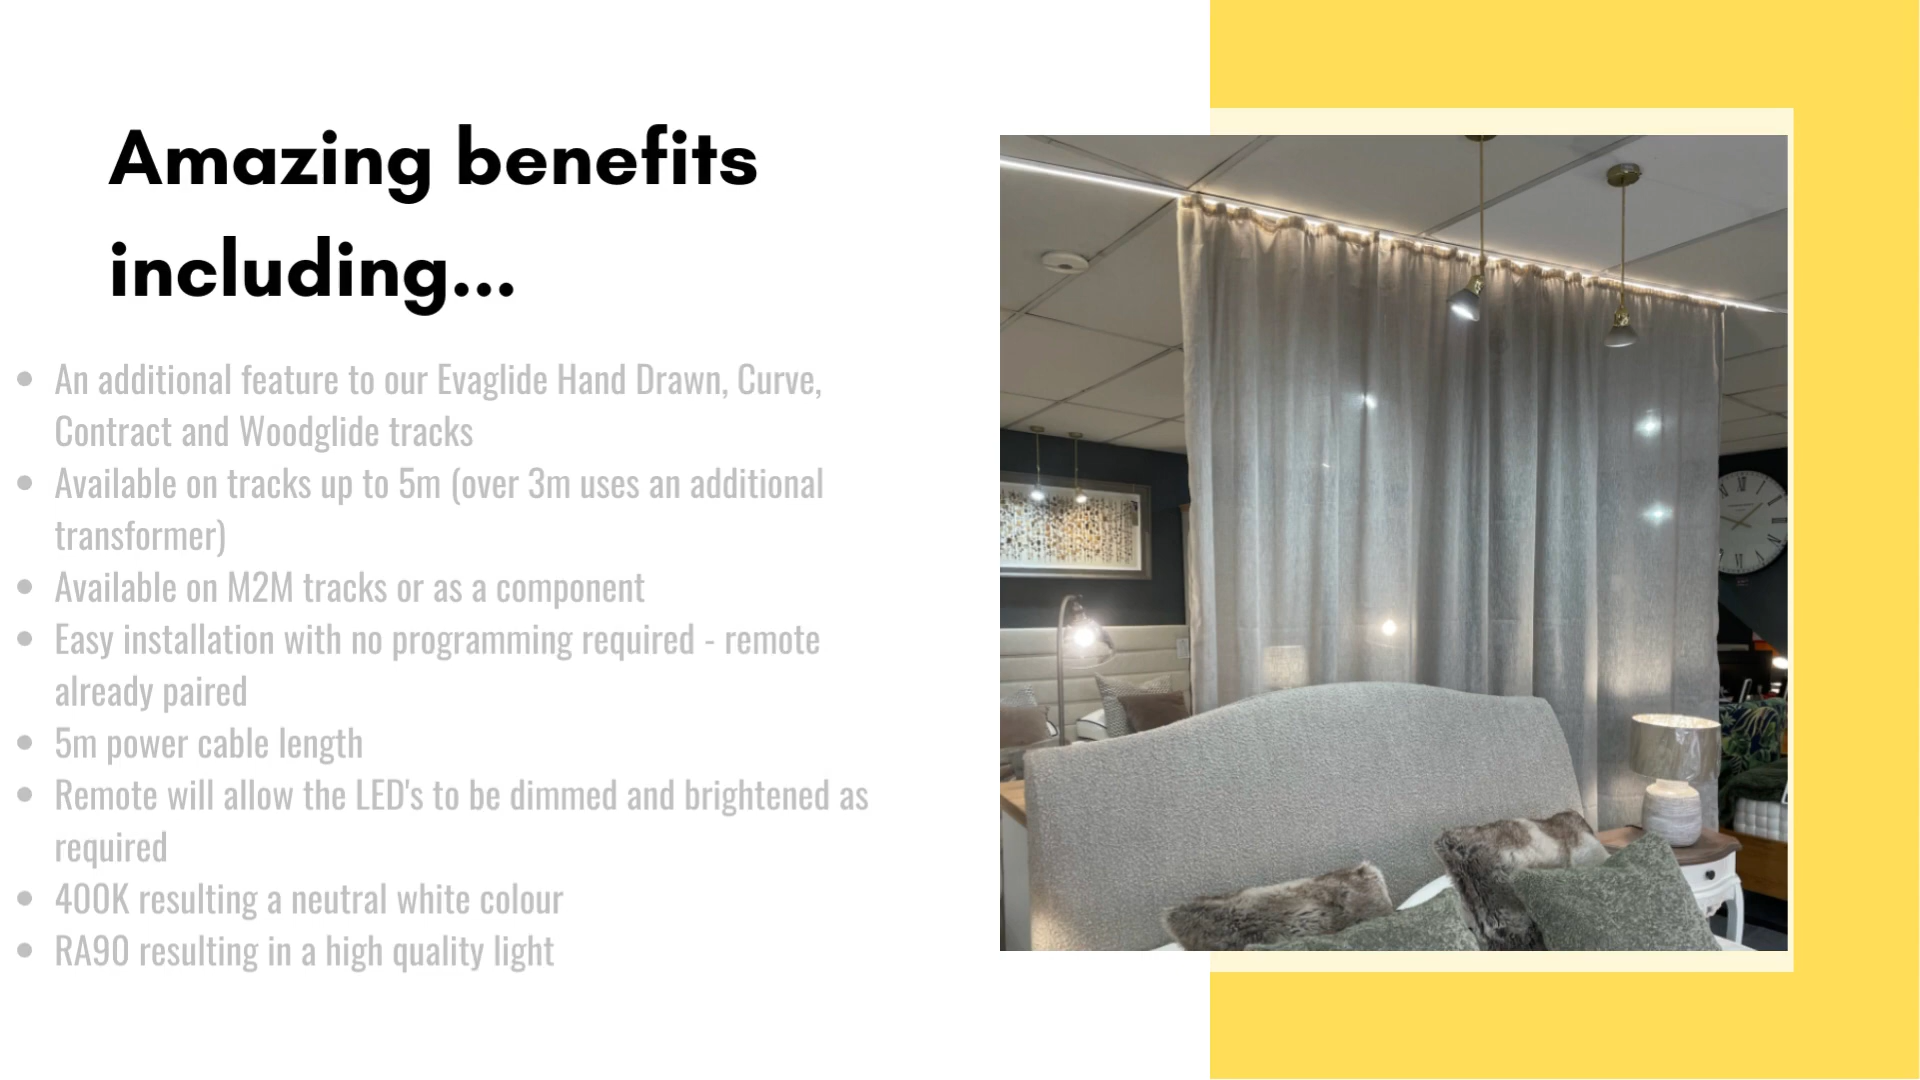 Amazing benefits
including...
An additional feature to our Evaglide Hand Drawn, Curve,
Contract and Woodglide tracks
Available on tracks up to 5m (over 3m uses an additional
transformer)
Available on M2M tracks or as a component
Easy installation with no programming required - remote
already paired
5m power cable length
Remote will allow the LED's to be dimmed and brightened as
required
400K resulting a neutral white colour
RA90 resulting in a high quality light